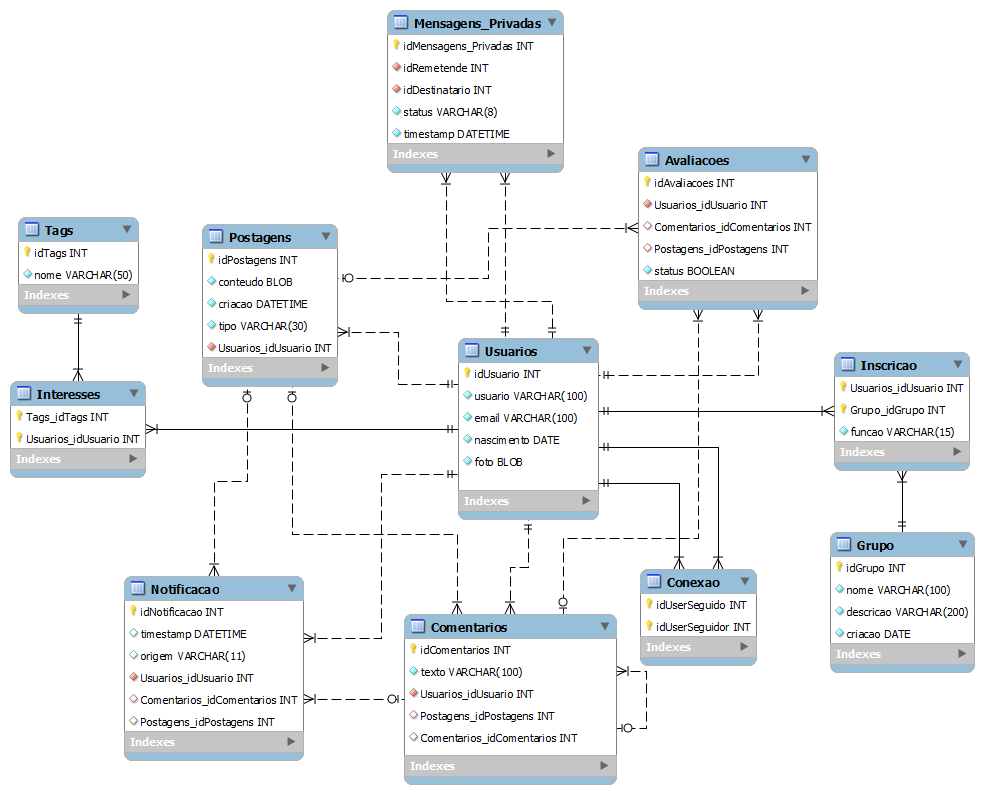 Mensagens_Privadas
idMensagens_Privadas INT
idRemetende INT
idDestinatario INT
status VARCHAR(8)
timestamp DATETIME
Indexes
Avaliacoes
idAvaliacoes INT
Usuarios_idUsuario INT
Comentarios_idComentarios INT
Postagens_idPostagens INT
status BOOLEAN
Indexes
Tags
idTags INT
nome VARCHAR(50)
Indexes
Postagens
idPostagens INT
conteudo BLOB
criacao DATETIME
tipo VARCHAR(30)
Usuarios_idUsuario INT
Indexes
Usuarios
idUsuario INT
usuario VARCHAR(100)
email VARCHAR(100)
nascimento DATE
foto BLOB
Indexes
Inscricao
Usuarios_idUsuario INT
Grupo_idGrupo INT
funcao VARCHAR(15)
Indexes
Interesses
Tags_idTags INT
Usuarios_idUsuario INT
Indexes
Grupo
idGrupo INT
nome VARCHAR(100)
descricao VARCHAR(200)
criacao DATE
Indexes
Notificacao
idNotificacao INT
timestamp DATETIME
origem VARCHAR(11)
Usuarios_idUsuario INT
Comentarios_idComentarios INT
Postagens_idPostagens INT
Indexes
Comentarios
idComentarios INT
texto VARCHAR(100)
Usuarios_idUsuario INT
Postagens_idPostagens INT
Comentarios_idComentarios INT
Indexes
Conexao
idUserSeguido INT
idUserSeguidor INT
Indexes